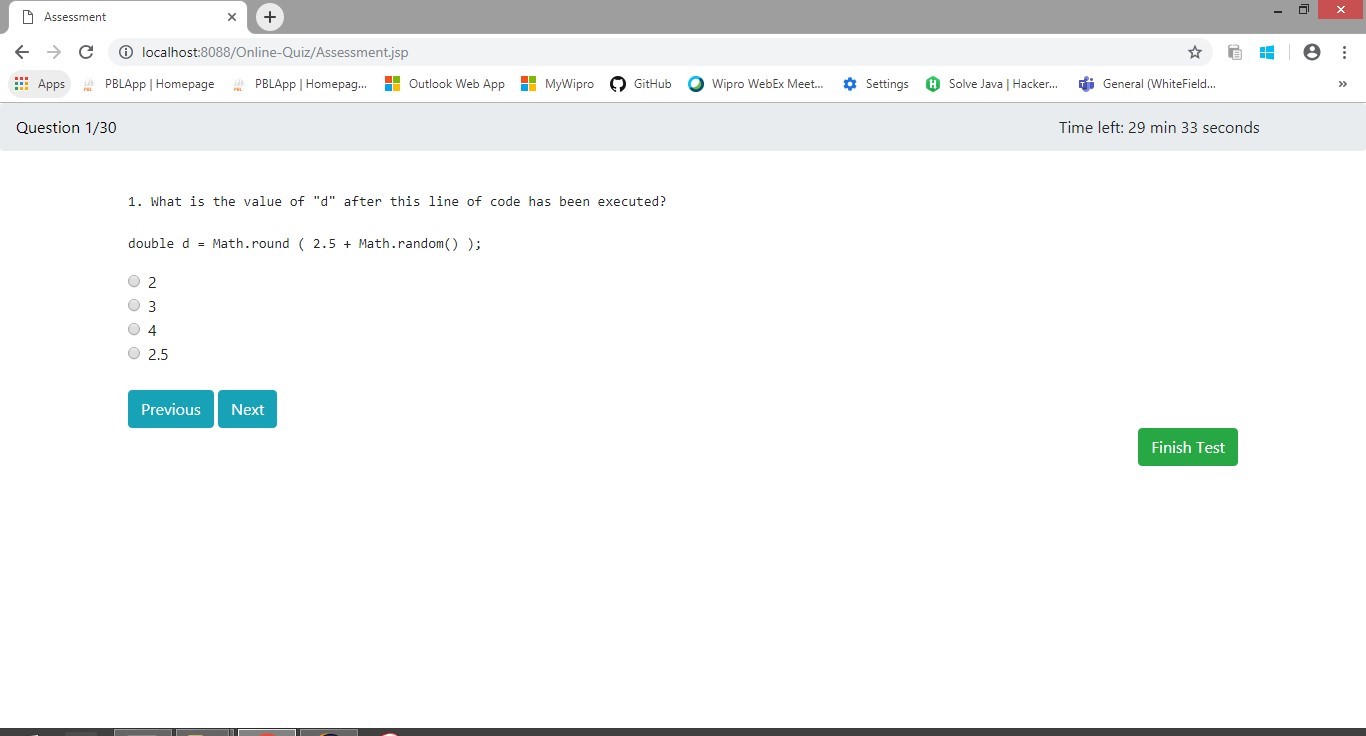 Assessment
localhost:8088/Online-Quiz/Assessment.jsp
Apps PBLApp | Homepage PBLApp | Homepag... Outlook Web App MyWipro GitHub Wipro WebEx Meet... Settings Solve Java | Hacker... General (WhiteField... »
Question 1/30 Time left: 29 min 33 seconds
1. What is the value of "d" after this line of code has been executed?
double d = Math.round ( 2.5 + Math.random() );
2
3
4
2.5
Previous Next
Finish Test